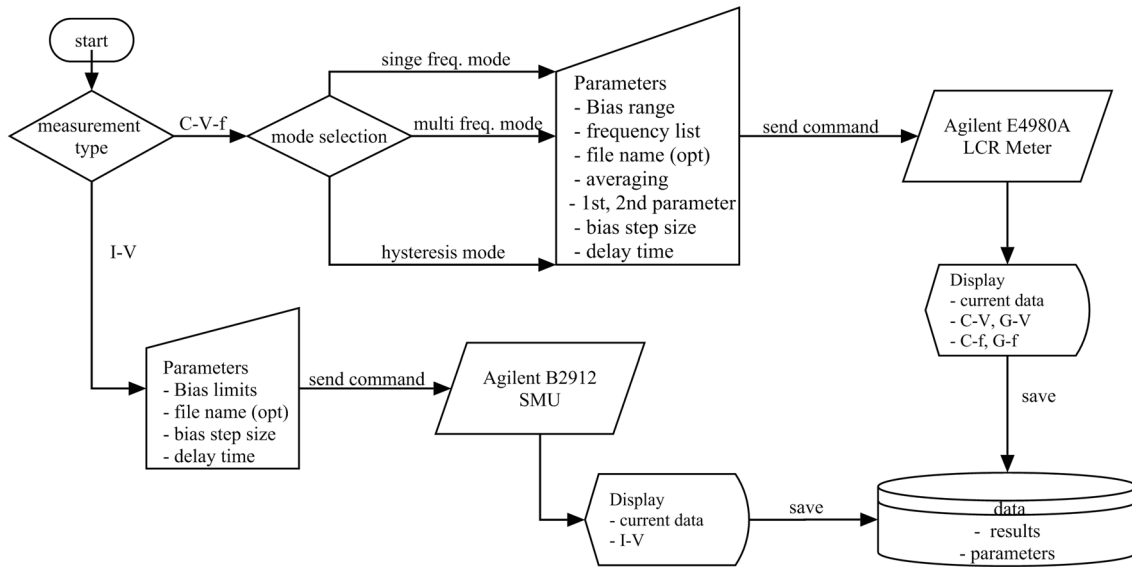 start
measurement
type
C-V-f
mode selection
singe freq. mode
multi freq. mode
hysteresis mode
Parameters
- Bias range
- frequency list
- file name (opt)
- averaging
- 1st, 2nd parameter
- bias step size
- delay time
send command
Agilent E4980A
LCR Meter
I-V
Display
- current data
- C-V, G-V
- C-f, G-f
save
Parameters
- Bias limits
- file name (opt)
- bias step size
- delay time
send command
Agilent B2912
SMU
Display
- current data
- I-V
save
data
- results
- parameters